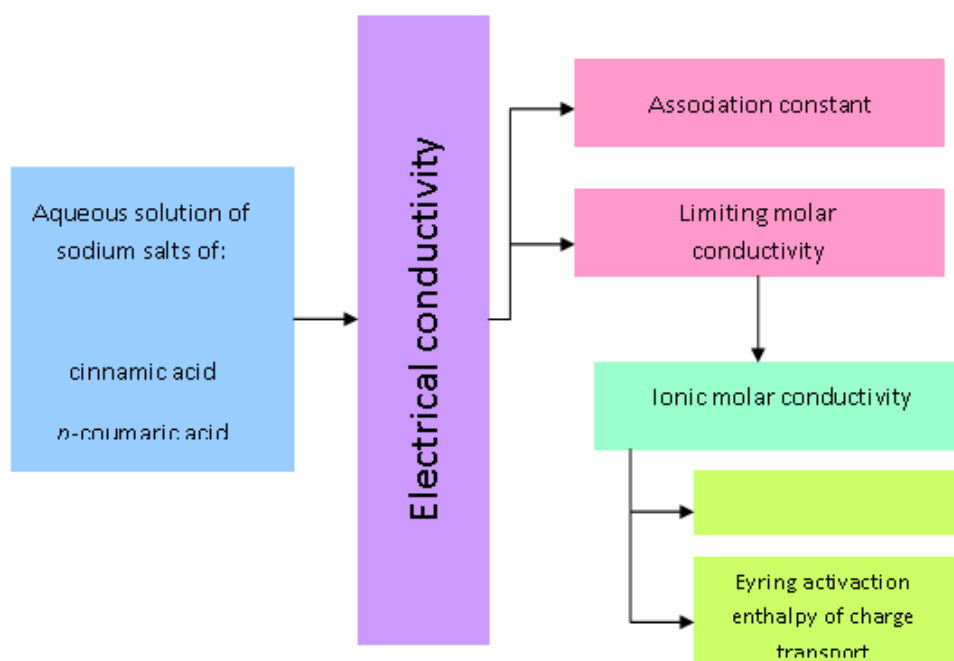 Aqueous solution of
sodium salts of:
cinnamic acid
p-coumaric acid
Electrical conductivity
Association constant
Limiting molar
conductivity
Ionic molar conductivity
Eyring activaction
enthalpy of charge
transport